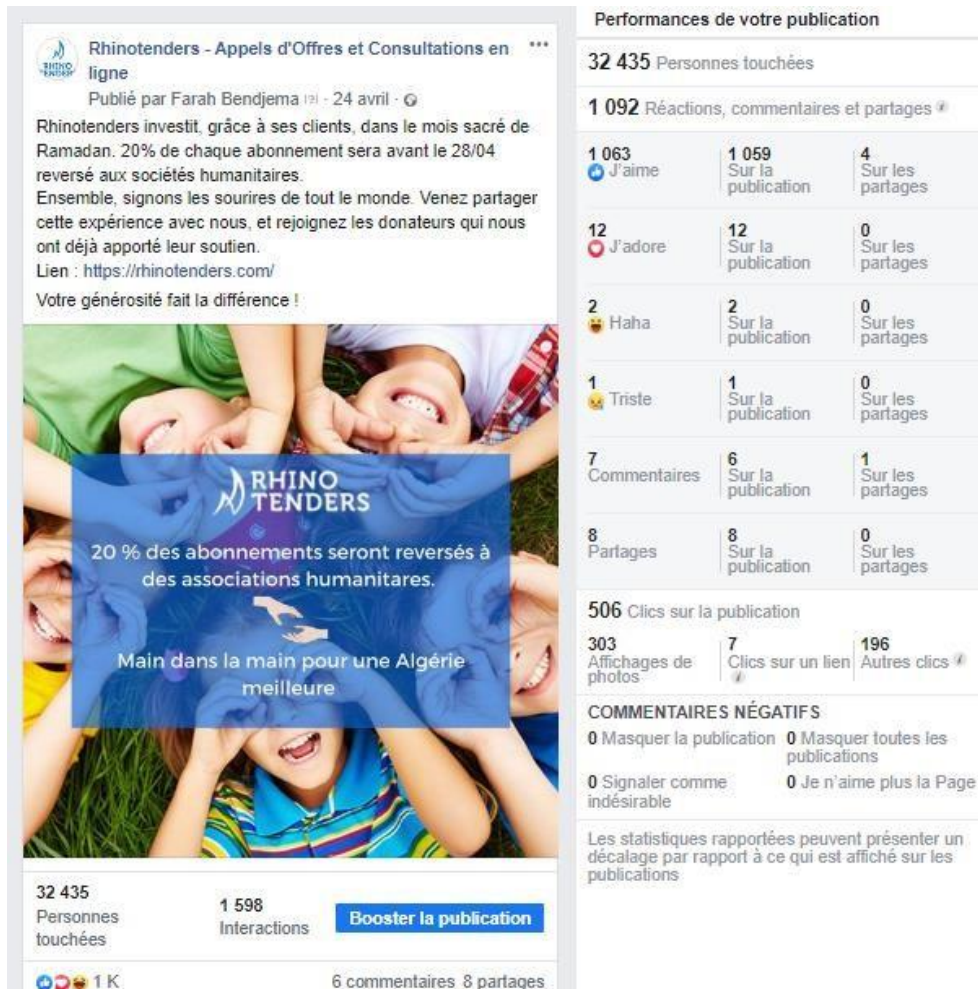 Rhinotenders - Appels d'Offres et Consultations en
ligne
Publié par Farah Bendjema [?] · 24 avril ·
Rhinotenders investit, grâce à ses clients, dans le mois sacré de
Ramadan. 20% de chaque abonnement sera avant le 28/04
reversé aux sociétés humanitaires.
Ensemble, signons les sourires de tout le monde. Venez partager
cette expérience avec nous, et rejoignez les donateurs qui nous
ont déjà apporté leur soutien.
Lien : https://rhinotenders.com/
Votre générosité fait la différence !
RHINO
TENDERS
20 % des abonnements seront reversés à
des associations humanitares.
Main dans la main pour une Algérie
meilleure
32 435
Personnes
touchées
1 598
Interactions
Booster la publication
1 K
6 commentaires 8 partages
Performances de votre publication
32 435 Personnes touchées
1 092 Réactions, commentaires et partages
1 063
J'aime
1 059
Sur la
publication
4
Sur les
partages
12
J'adore
12
Sur la
publication
0
Sur les
partages
2
Haha
2
Sur la
publication
0
Sur les
partages
1
Triste
1
Sur la
publication
0
Sur les
partages
7
Commentaires
6
Sur la
publication
1
Sur les
partages
8
Partages
8
Sur la
publication
0
Sur les
partages
506 Clics sur la publication
303
Affichages de
photos
7
Clics sur un lien
196
Autres clics
COMMENTAIRES NÉGATIFS
0 Masquer la publication
0 Masquer toutes les
publications
0 Signaler comme
indésirable
0 Je n'aime plus la Page
Les statistiques rapportées peuvent présenter un
décalage par rapport à ce qui est affiché sur les
publications